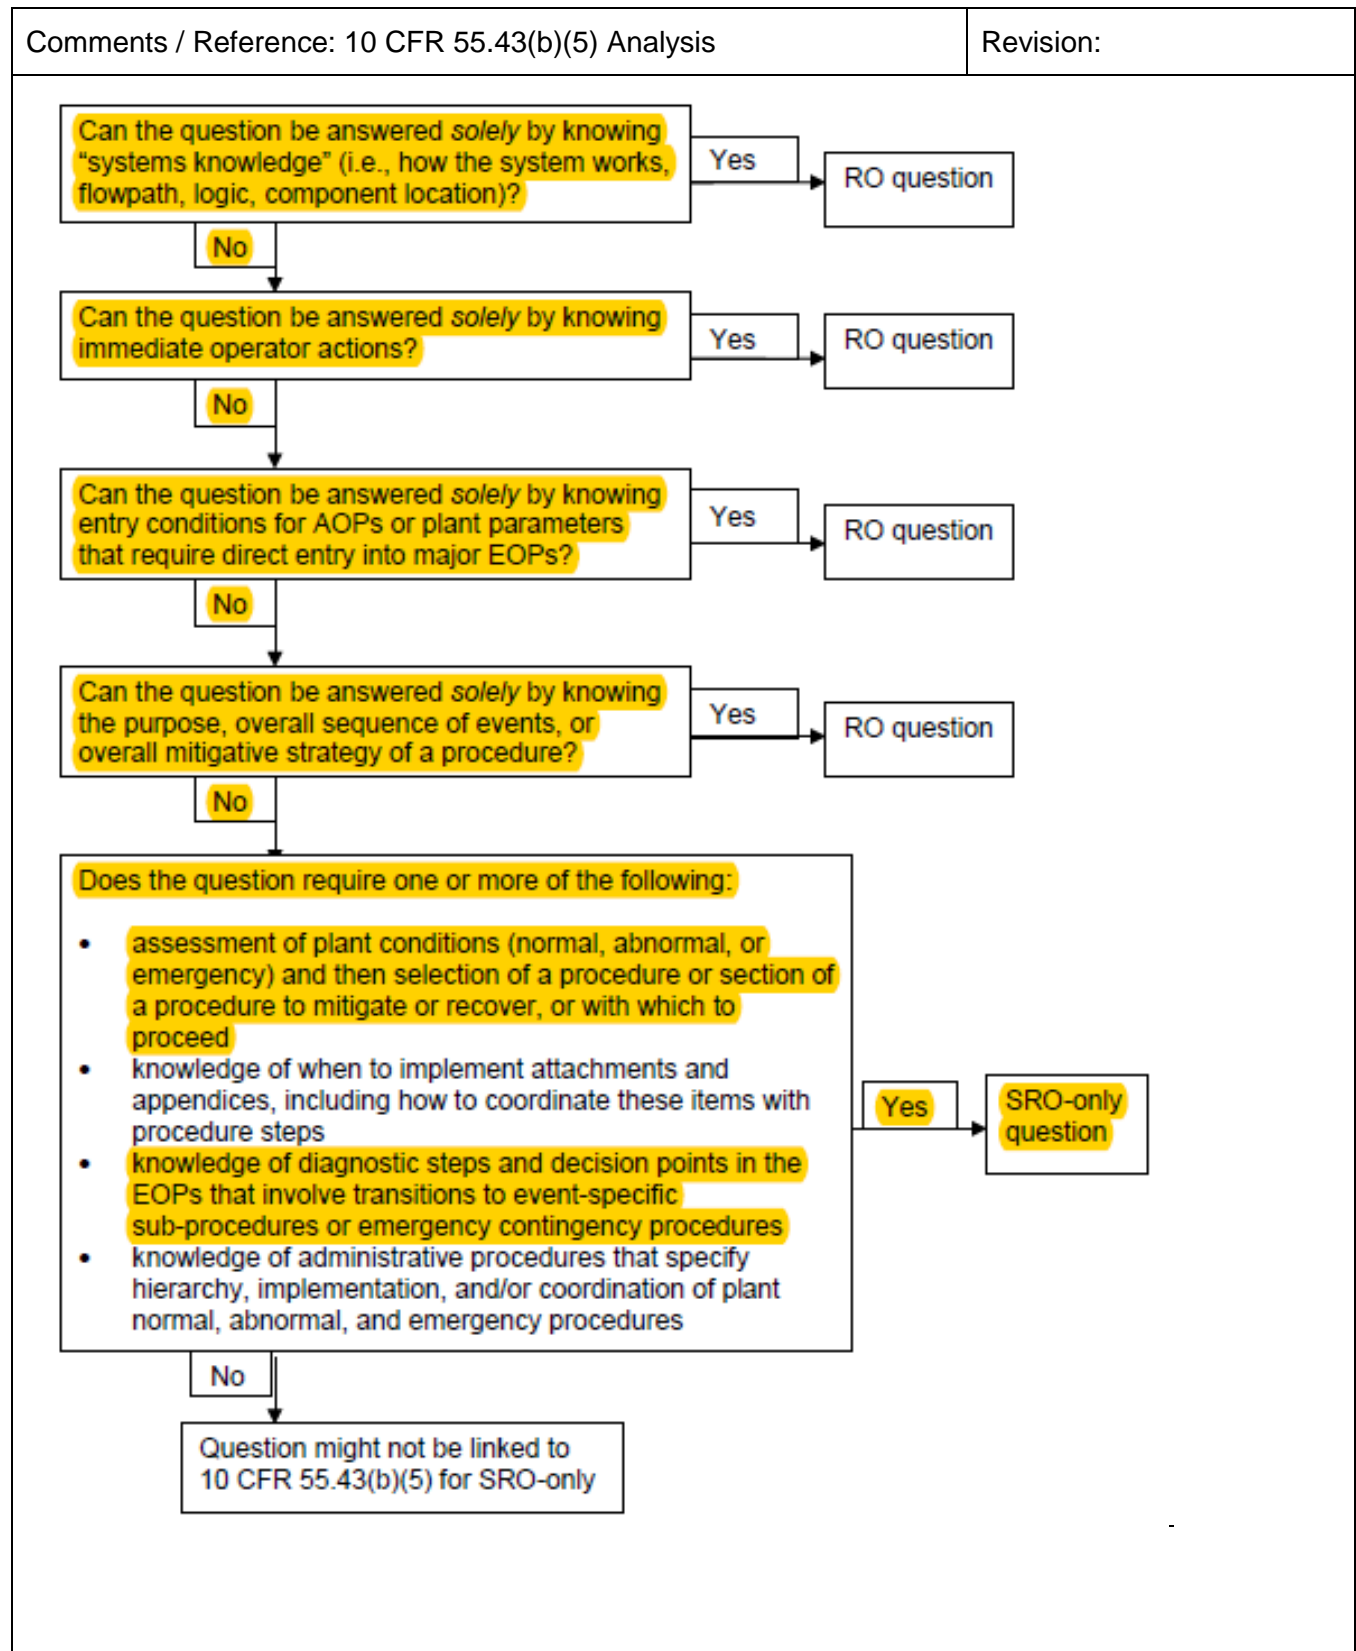 Comments / Reference: 10 CFR 55.43(b)(5) Analysis
Revision:
Can the question be answered solely by knowing
“systems knowledge” (i.e., how the system works,
flowpath, logic, component location)?
Yes
RO question
No
Can the question be answered solely by knowing
immediate operator actions?
Yes
RO question
No
Can the question be answered solely by knowing
entry conditions for AOPs or plant parameters
that require direct entry into major EOPs?
Yes
RO question
No
Can the question be answered solely by knowing
the purpose, overall sequence of events, or
overall mitigative strategy of a procedure?
Yes
RO question
No
Does the question require one or more of the following:
• assessment of plant conditions (normal, abnormal, or
emergency) and then selection of a procedure or section of
a procedure to mitigate or recover, or with which to
proceed
• knowledge of when to implement attachments and
appendices, including how to coordinate these items with
procedure steps
• knowledge of diagnostic steps and decision points in the
EOPs that involve transitions to event-specific
sub-procedures or emergency contingency procedures
• knowledge of administrative procedures that specify
hierarchy, implementation, and/or coordination of plant
normal, abnormal, and emergency procedures
Yes
SRO-only
question
No
Question might not be linked to
10 CFR 55.43(b)(5) for SRO-only
-